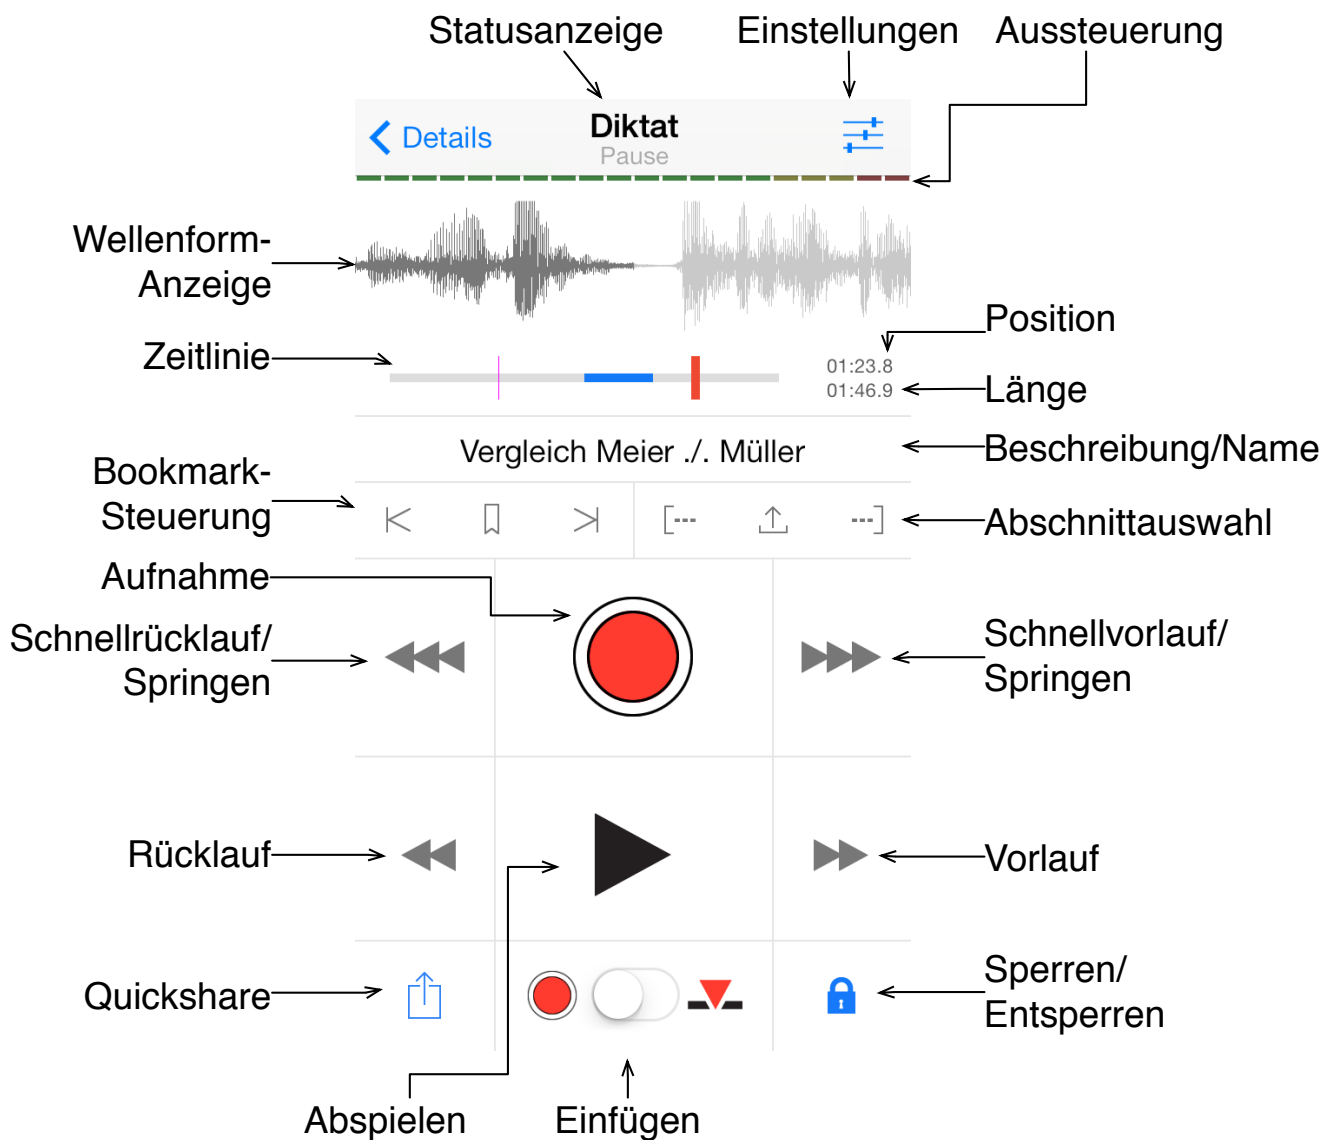 Statusanzeige Einstellungen Aussteuerung
Details
Diktat
Pause
Wellenform-
Anzeige
Position
Zeitlinie
01:23.8
01:46.9
Länge
Vergleich Meier ./. Müller
Beschreibung/Name
Bookmark-
Steuerung
Abschnittauswahl
Aufnahme
Schnellrücklauf/
Springen
Schnellvorlauf/
Springen
Rücklauf
Vorlauf
Quickshare
Sperren/
Entsperren
Abspielen
Einfügen